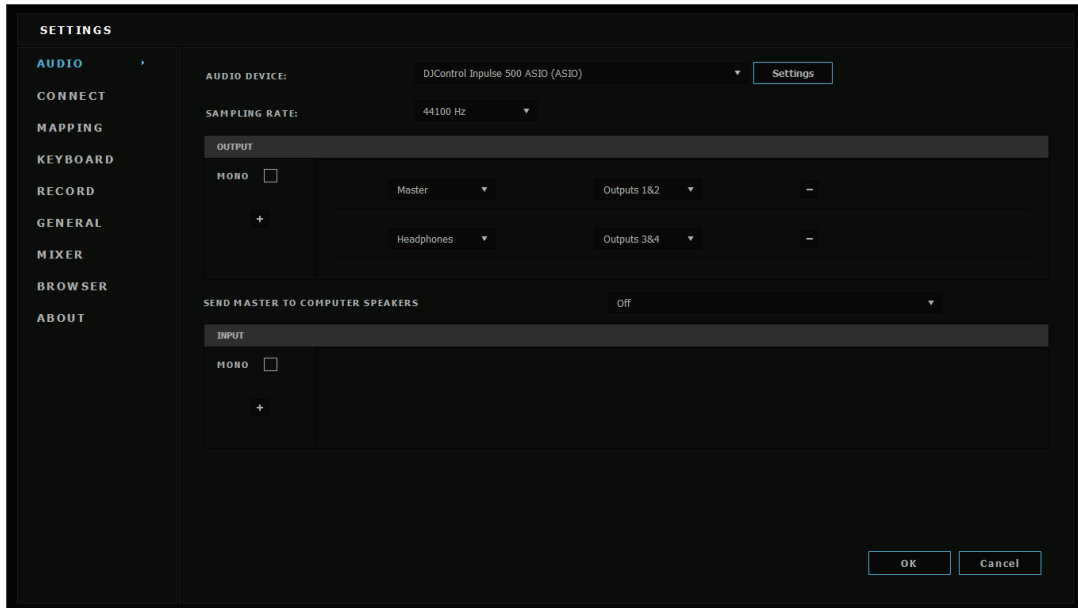 SETTINGS
AUDIO
CONNECT
MAPPING
KEYBOARD
RECORD
GENERAL
MIXER
BROWSER
ABOUT
AUDIO DEVICE: DJControl Inpulse 500 ASIO (ASIO) Settings
SAMPLING RATE: 44100 Hz
OUTPUT
MONO
+
Master Outputs 1&2 −
Headphones Outputs 3&4 −
SEND MASTER TO COMPUTER SPEAKERS Off
INPUT
MONO
+
OK Cancel